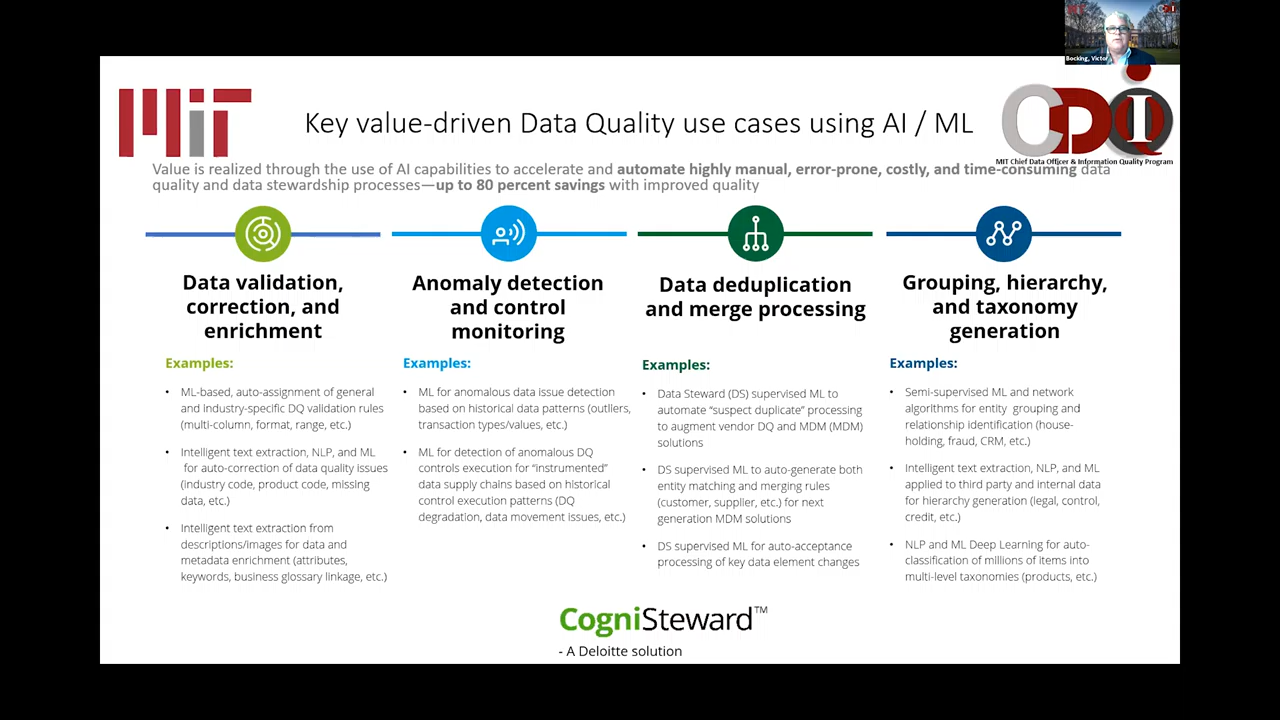 Bocking, Victor
MIT
CDOIQ
Key value-driven Data Quality use cases using AI / ML
MIT Chief Data Officer & Information Quality Program
Value is realized through the use of AI capabilities to accelerate and automate highly manual, error-prone, costly, and time-consuming data
quality and data stewardship processes—up to 80 percent savings with improved quality
Data validation,
correction, and
enrichment
Examples:
• ML-based, auto-assignment of general
and industry-specific DQ validation rules
(multi-column, format, range, etc.)
• Intelligent text extraction, NLP, and ML
for auto-correction of data quality issues
(industry code, product code, missing
data, etc.)
• Intelligent text extraction from
descriptions/images for data and
metadata enrichment (attributes,
keywords, business glossary linkage, etc.)
Anomaly detection
and control
monitoring
Examples:
• ML for anomalous data issue detection
based on historical data patterns (outliers,
transaction types/values, etc.)
• ML for detection of anomalous DQ
controls execution for “instrumented”
data supply chains based on historical
control execution patterns (DQ
degradation, data movement issues, etc.)
Data deduplication
and merge processing
Examples:
• Data Steward (DS) supervised ML to
automate “suspect duplicate” processing
to augment vendor DQ and MDM (MDM)
solutions
• DS supervised ML to auto-generate both
entity matching and merging rules
(customer, supplier, etc.) for next
generation MDM solutions
• DS supervised ML for auto-acceptance
processing of key data element changes
Grouping, hierarchy,
and taxonomy
generation
Examples:
• Semi-supervised ML and network
algorithms for entity grouping and
relationship identification (house-
holding, fraud, CRM, etc.)
• Intelligent text extraction, NLP, and ML
applied to third party and internal data
for hierarchy generation (legal, control,
credit, etc.)
• NLP and ML Deep Learning for auto-
classification of millions of items into
multi-level taxonomies (products, etc.)
CogniSteward™
- A Deloitte solution